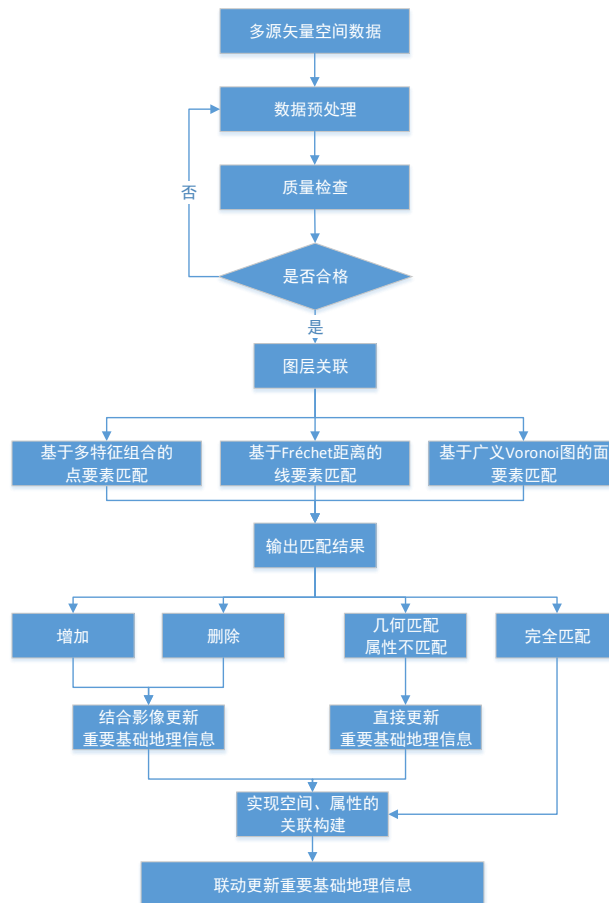 多源矢量空间数据
数据预处理
质量检查
否
是否合格
是
图层关联
基于多特征组合的
点要素匹配
基于Fréchet距离的
线要素匹配
基于广义Voronoi图的面
要素匹配
输出匹配结果
增加
删除
几何匹配
属性不匹配
完全匹配
结合影像更新
重要基础地理信息
直接更新
重要基础地理信息
实现空间、属性的
关联构建
联动更新重要基础地理信息